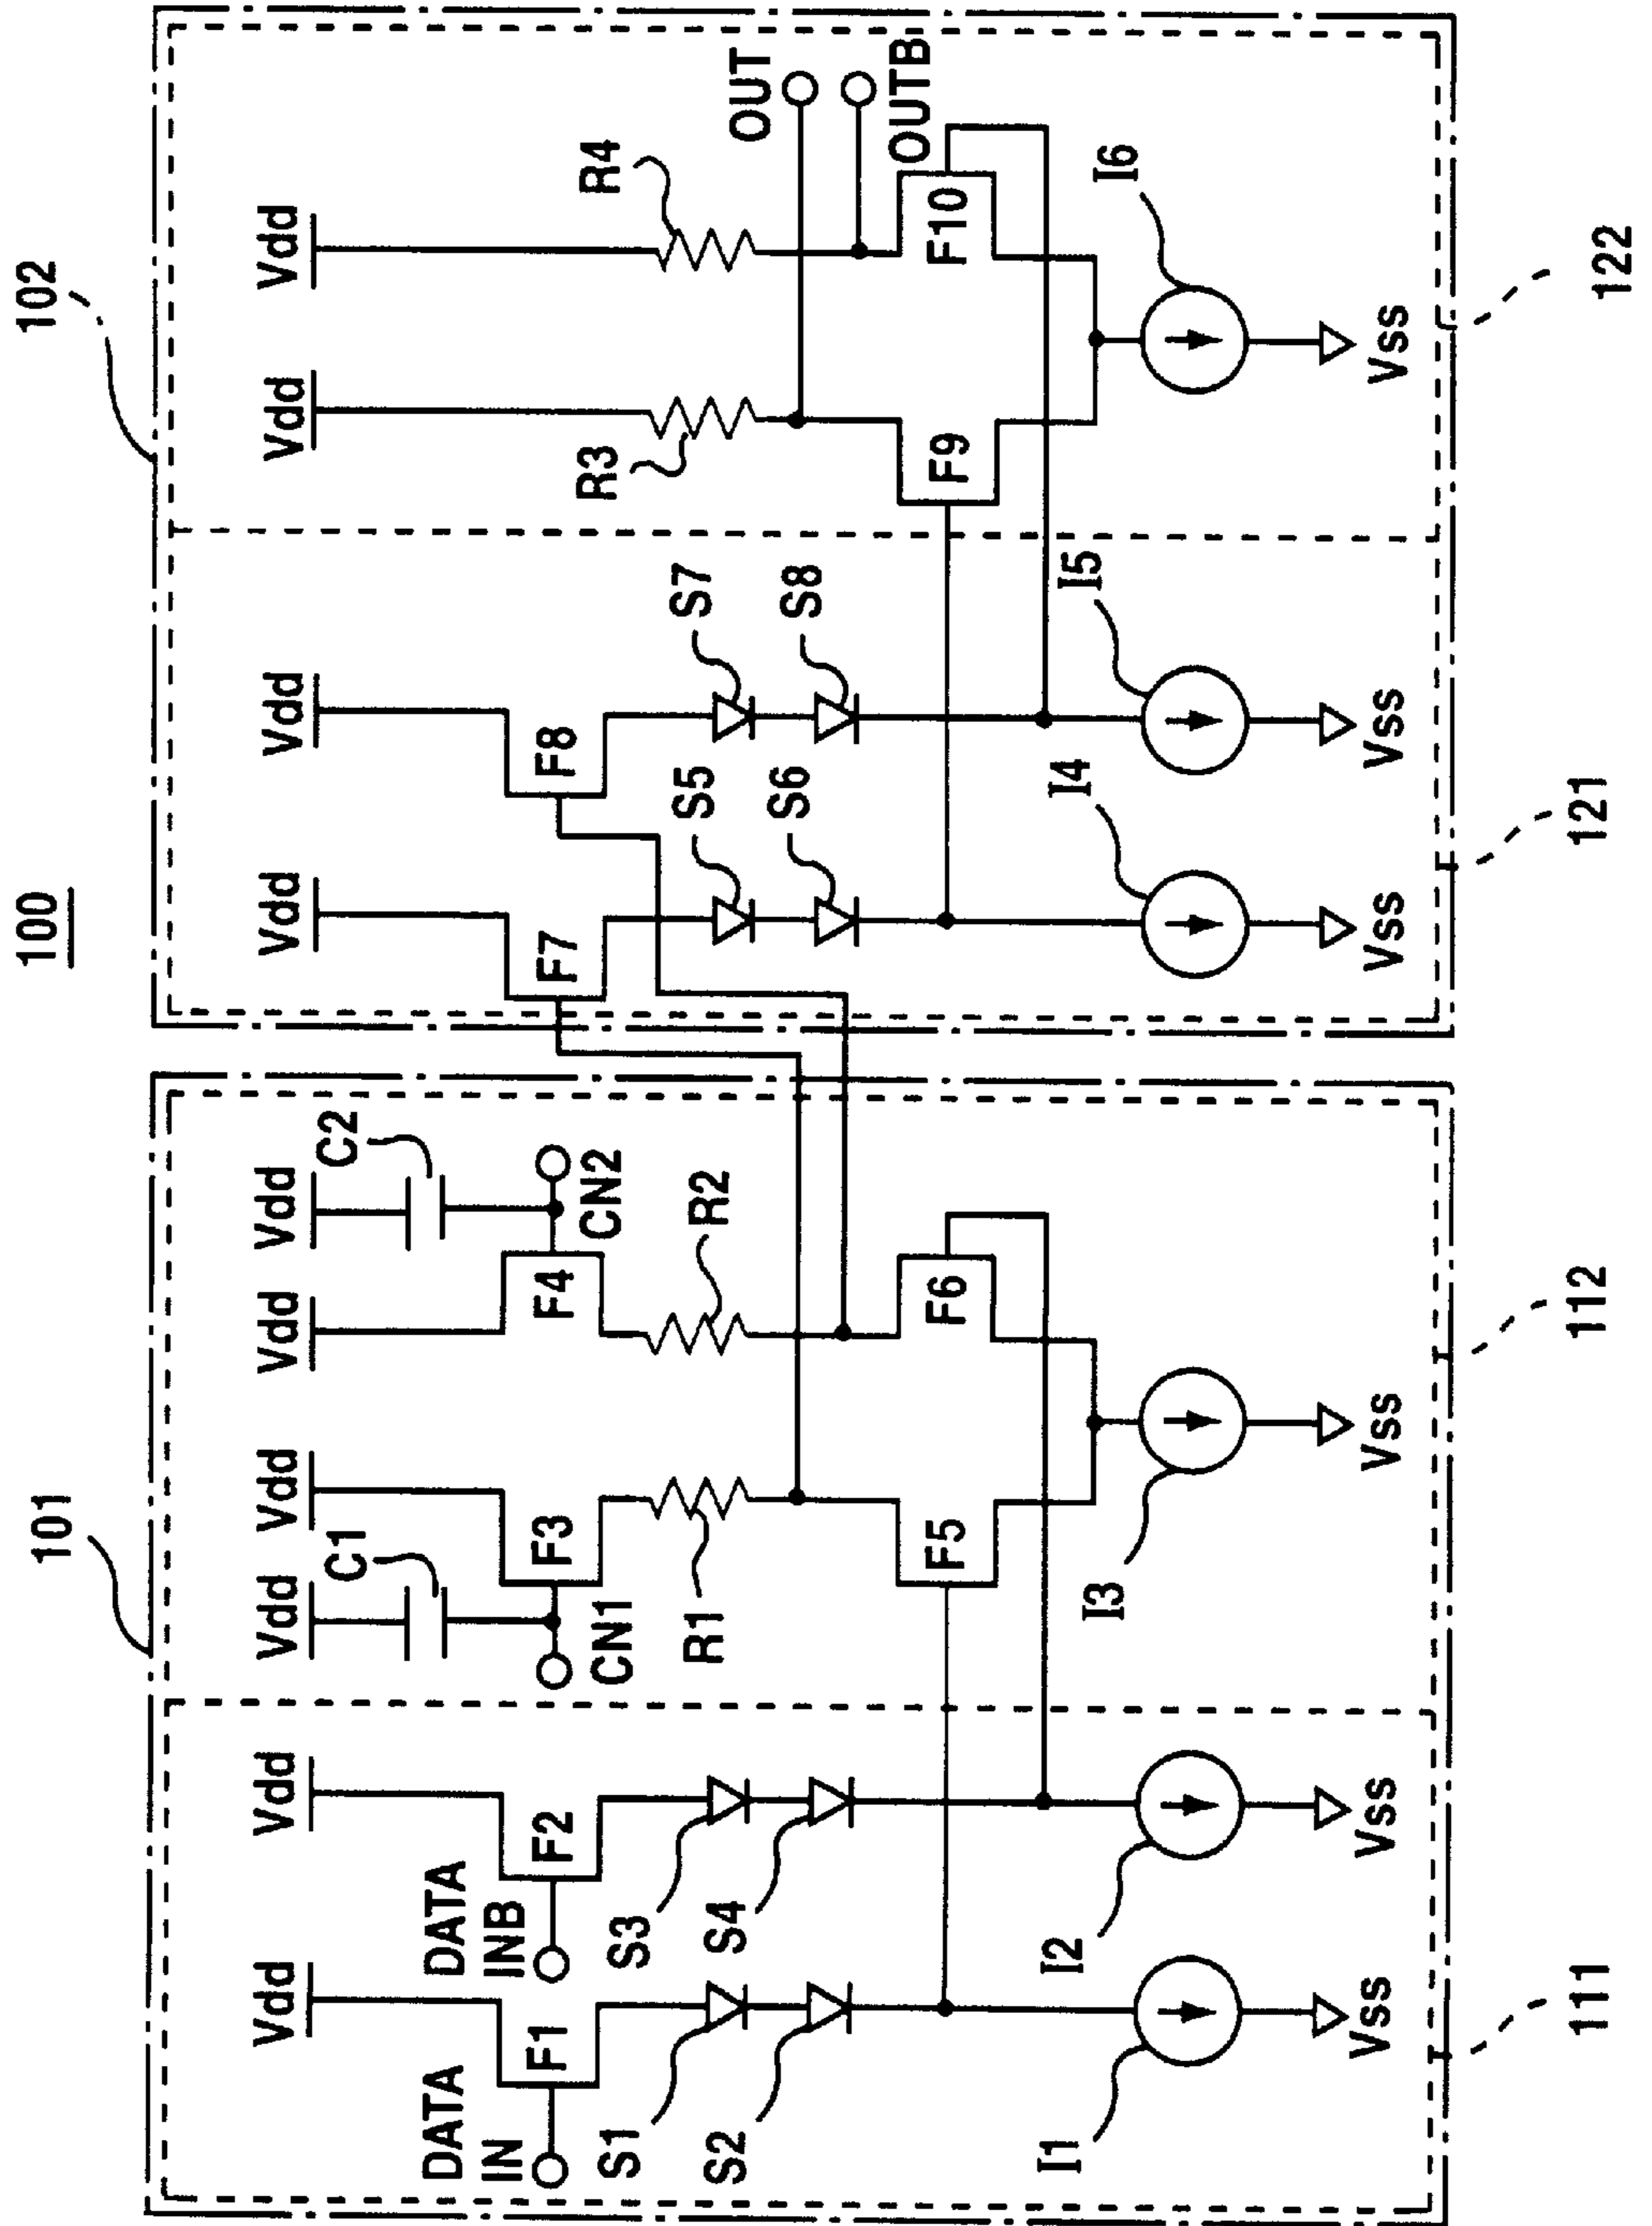 100
101
102
Vdd
Vdd
Vdd
Vdd
Vdd
Vdd
Vdd
Vdd
Vdd
Vdd
C1
C2
DATA
IN
DATA
INB
F1
F2
F3
F4
CN1
CN2
F7
F8
S1
S2
S3
S4
R1
R2
S5
S6
S7
S8
R3
R4
OUT
OUTB
F5
F6
F9
F10
I1
I2
I3
I4
I5
I6
Vss
Vss
Vss
Vss
Vss
Vss
111
112
121
122